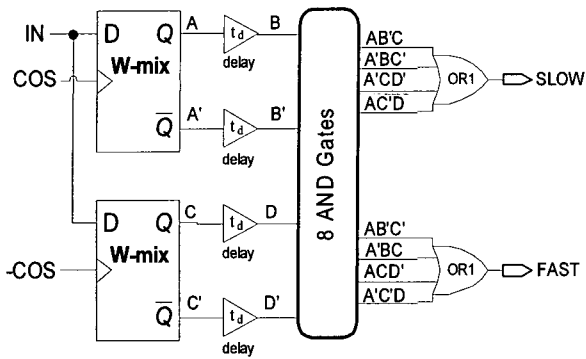 IN
D Q
W-mix
COS
Q
A
t_d
delay
B
A'
t_d
delay
B'
D Q
W-mix
-COS
Q
C
t_d
delay
D
C'
t_d
delay
D'
8 AND Gates
AB'C
A'BC'
A'CD'
AC'D
OR1
SLOW
AB'C'
A'BC
ACD'
A'C'D
OR1
FAST